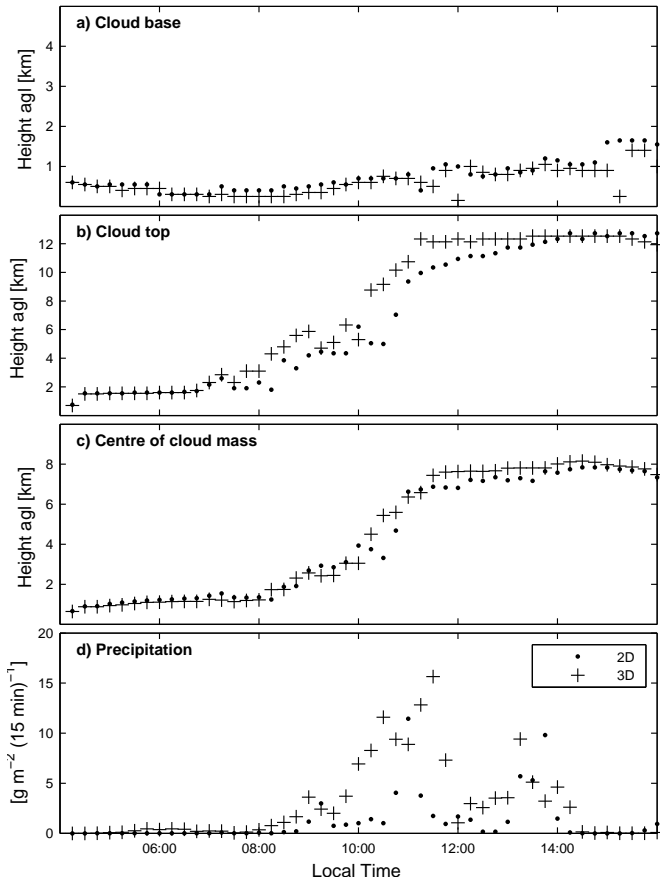 a) Cloud base
Height agl [km]
4
3
2
1
b) Cloud top
Height agl [km]
12
10
8
6
4
2
c) Centre of cloud mass
Height agl [km]
8
6
4
2
d) Precipitation
[g m−2 (15 min)−1]
20
15
10
5
0
2D
3D
06:00 08:00 10:00 12:00 14:00
Local Time